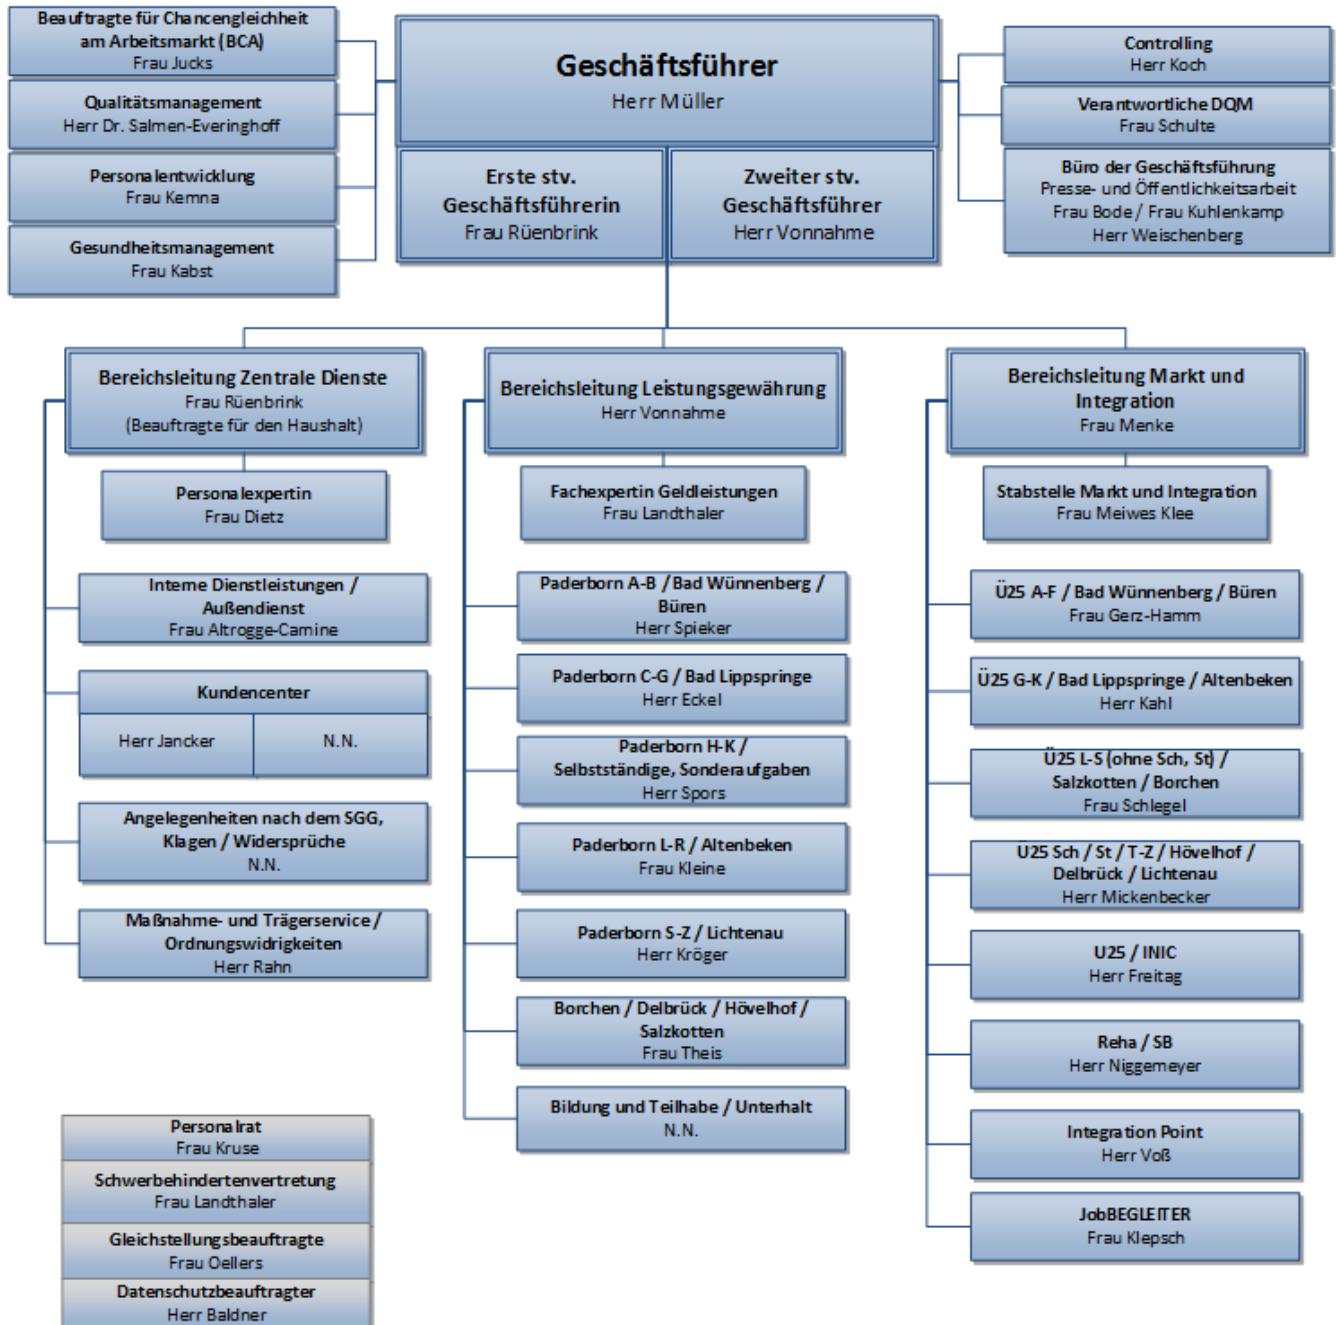 Beauftragte für Chancengleichheit
am Arbeitsmarkt (BCA)
Frau Jucks
Qualitätsmanagement
Herr Dr. Salmen-Everinghoff
Personalentwicklung
Frau Kemna
Gesundheitsmanagement
Frau Kabst
Geschäftsführer
Herr Müller
Erste stv.
Geschäftsführerin
Frau Rüenbrink
Zweiter stv.
Geschäftsführer
Herr Vonnahme
Controlling
Herr Koch
Verantwortliche DQM
Frau Schulte
Büro der Geschäftsführung
Presse- und Öffentlichkeitsarbeit
Frau Bode / Frau Kuhlenkamp
Herr Weischenberg
Bereichsleitung Zentrale Dienste
Frau Rüenbrink
(Beauftragte für den Haushalt)
Personalexpertin
Frau Dietz
Interne Dienstleistungen /
Außendienst
Frau Altrogge-Camine
Kundencenter
Herr Jancker
N.N.
Angelegenheiten nach dem SGG,
Klagen / Widersprüche
N.N.
Maßnahme- und Trägerservice /
Ordnungswidrigkeiten
Herr Rahn
Bereichsleitung Leistungsgewährung
Herr Vonnahme
Fachexpertin Geldleistungen
Frau Landthaler
Paderborn A-B / Bad Wünnenberg /
Büren
Herr Spieker
Paderborn C-G / Bad Lippspringe
Herr Eckel
Paderborn H-K /
Selbstständige, Sonderaufgaben
Herr Spors
Paderborn L-R / Altenbeken
Frau Kleine
Paderborn S-Z / Lichtenau
Herr Kröger
Borchen / Delbrück / Hövelhof /
Salzkotten
Frau Theis
Bildung und Teilhabe / Unterhalt
N.N.
Bereichsleitung Markt und
Integration
Frau Menke
Stabstelle Markt und Integration
Frau Meiwes Klee
Ü25 A-F / Bad Wünnenberg / Büren
Frau Gerz-Hamm
Ü25 G-K / Bad Lippspringe / Altenbeken
Herr Kahl
Ü25 L-S (ohne Sch, St) /
Salzkotten / Borchen
Frau Schlegel
Ü25 Sch / St / T-Z / Hövelhof /
Delbrück / Lichtenau
Herr Mickenbecker
U25 / INIC
Herr Freitag
Reha / SB
Herr Niggemeyer
Integration Point
Herr Voß
JobBEGLEITER
Frau Klepsch
Personalrat
Frau Kruse
Schwerbehindertenvertretung
Frau Landthaler
Gleichstellungsbeauftragte
Frau Oellers
Datenschutzbeauftragter
Herr Baldner